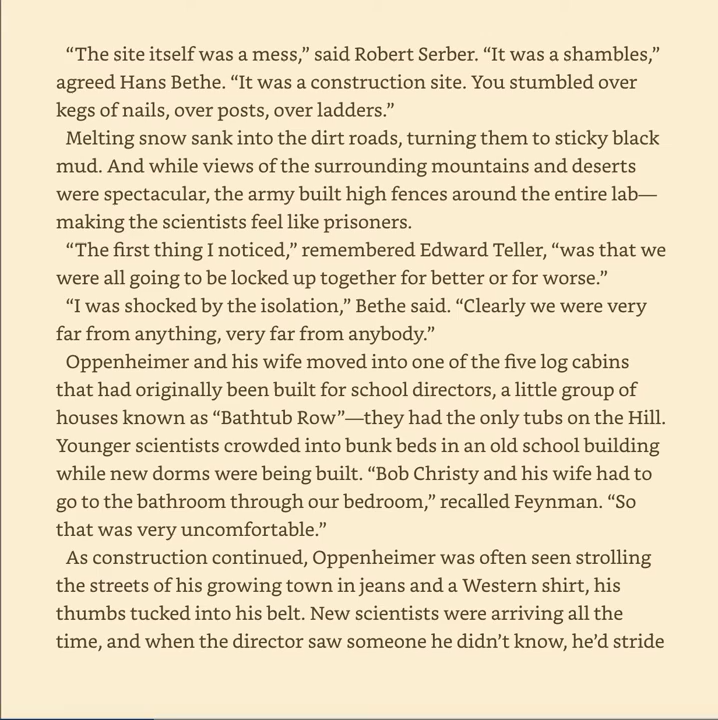 “The site itself was a mess,” said Robert Serber. “It was a shambles,”
agreed Hans Bethe. “It was a construction site. You stumbled over
kegs of nails, over posts, over ladders.”
Melting snow sank into the dirt roads, turning them to sticky black
mud. And while views of the surrounding mountains and deserts
were spectacular, the army built high fences around the entire lab—
making the scientists feel like prisoners.
“The first thing I noticed,” remembered Edward Teller, “was that we
were all going to be locked up together for better or for worse.”
“I was shocked by the isolation,” Bethe said. “Clearly we were very
far from anything, very far from anybody.”
Oppenheimer and his wife moved into one of the five log cabins
that had originally been built for school directors, a little group of
houses known as “Bathtub Row”—they had the only tubs on the Hill.
Younger scientists crowded into bunk beds in an old school building
while new dorms were being built. “Bob Christy and his wife had to
go to the bathroom through our bedroom,” recalled Feynman. “So
that was very uncomfortable.”
As construction continued, Oppenheimer was often seen strolling
the streets of his growing town in jeans and a Western shirt, his
thumbs tucked into his belt. New scientists were arriving all the
time, and when the director saw someone he didn’t know, he’d stride